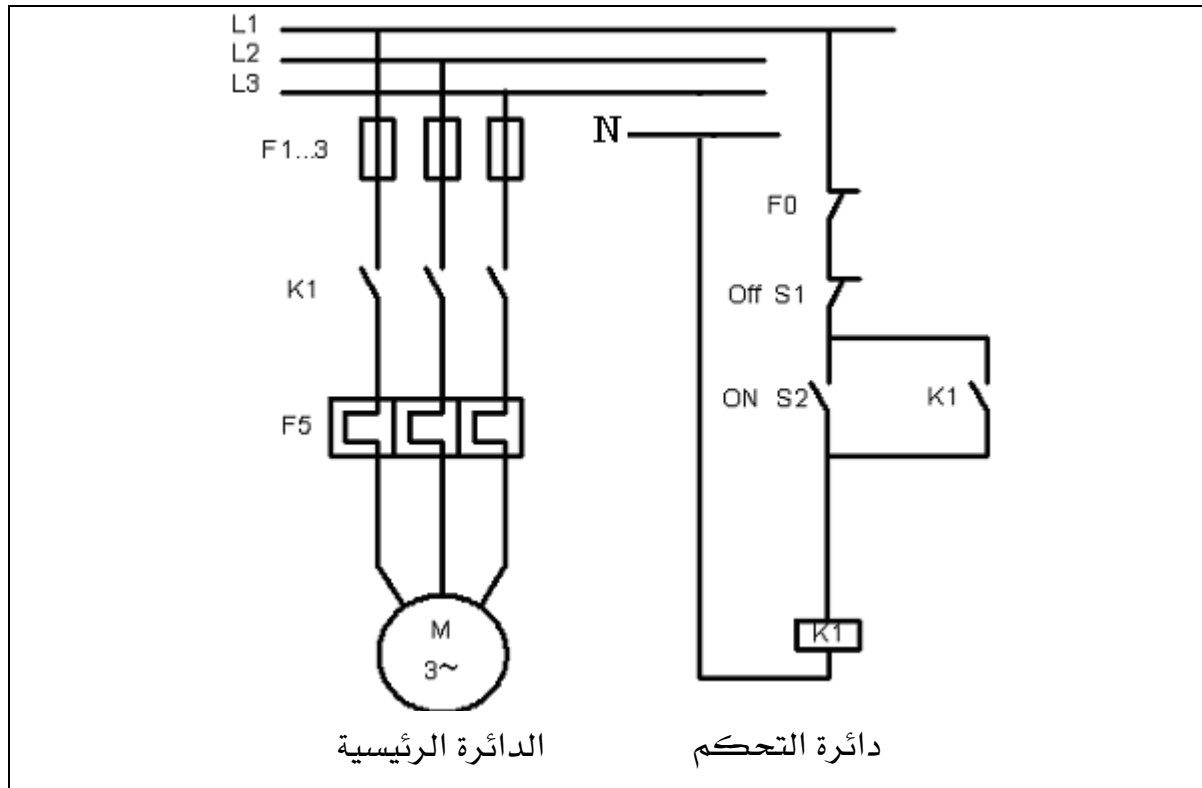 L1
L2
L3
N
F1...3
F0
K1
Off S1
ON S2
K1
F5
K1
M
3~
الدائرة الرئيسية
دائرة التحكم